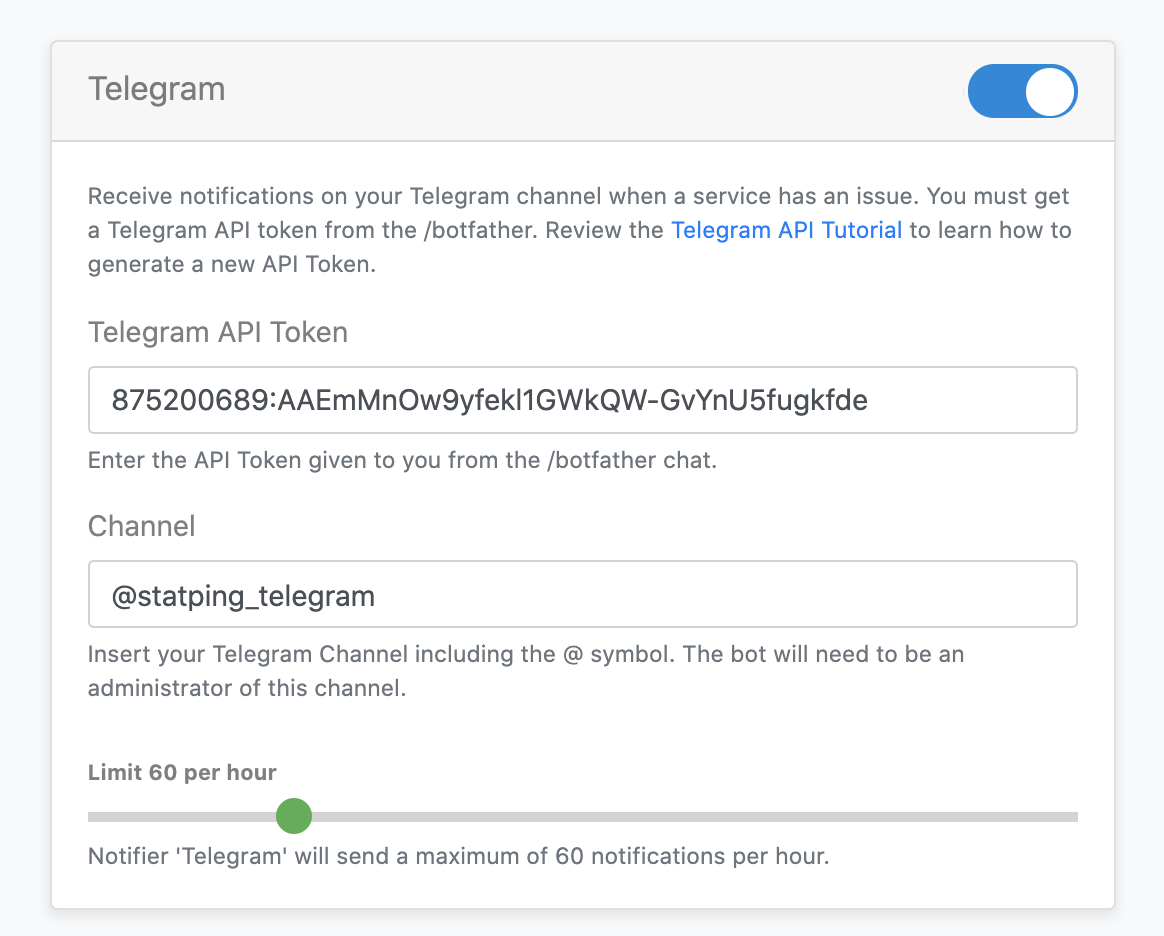 Telegram
Receive notifications on your Telegram channel when a service has an issue. You must get
a Telegram API token from the /botfather. Review the Telegram API Tutorial to learn how to
generate a new API Token.
Telegram API Token
875200689:AAEmMnOw9yfekl1GWkQW-GvYnU5fugkfde
Enter the API Token given to you from the /botfather chat.
Channel
@statping_telegram
Insert your Telegram Channel including the @ symbol. The bot will need to be an
administrator of this channel.
Limit 60 per hour
Notifier 'Telegram' will send a maximum of 60 notifications per hour.